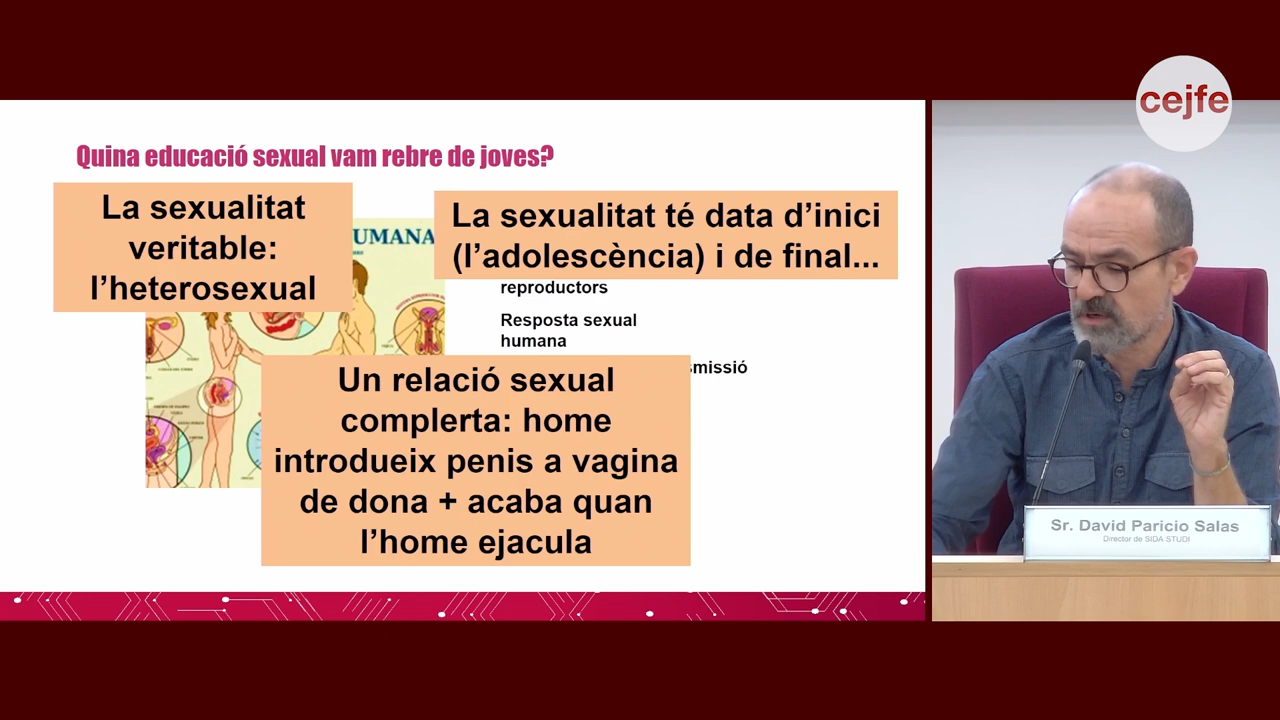 cejfe
Quina educació sexual vam rebre de joves?
La sexualitat
veritable:
l’heterosexual
La sexualitat té data d’inici
(l’adolescència) i de final...
UMANA
reproductors
Resposta sexual
humana
smissió
Un relació sexual
complerta: home
introdueix penis a vagina
de dona + acaba quan
l’home ejacula
Sr. David Paricio Salas
Director de SIDA STUDI